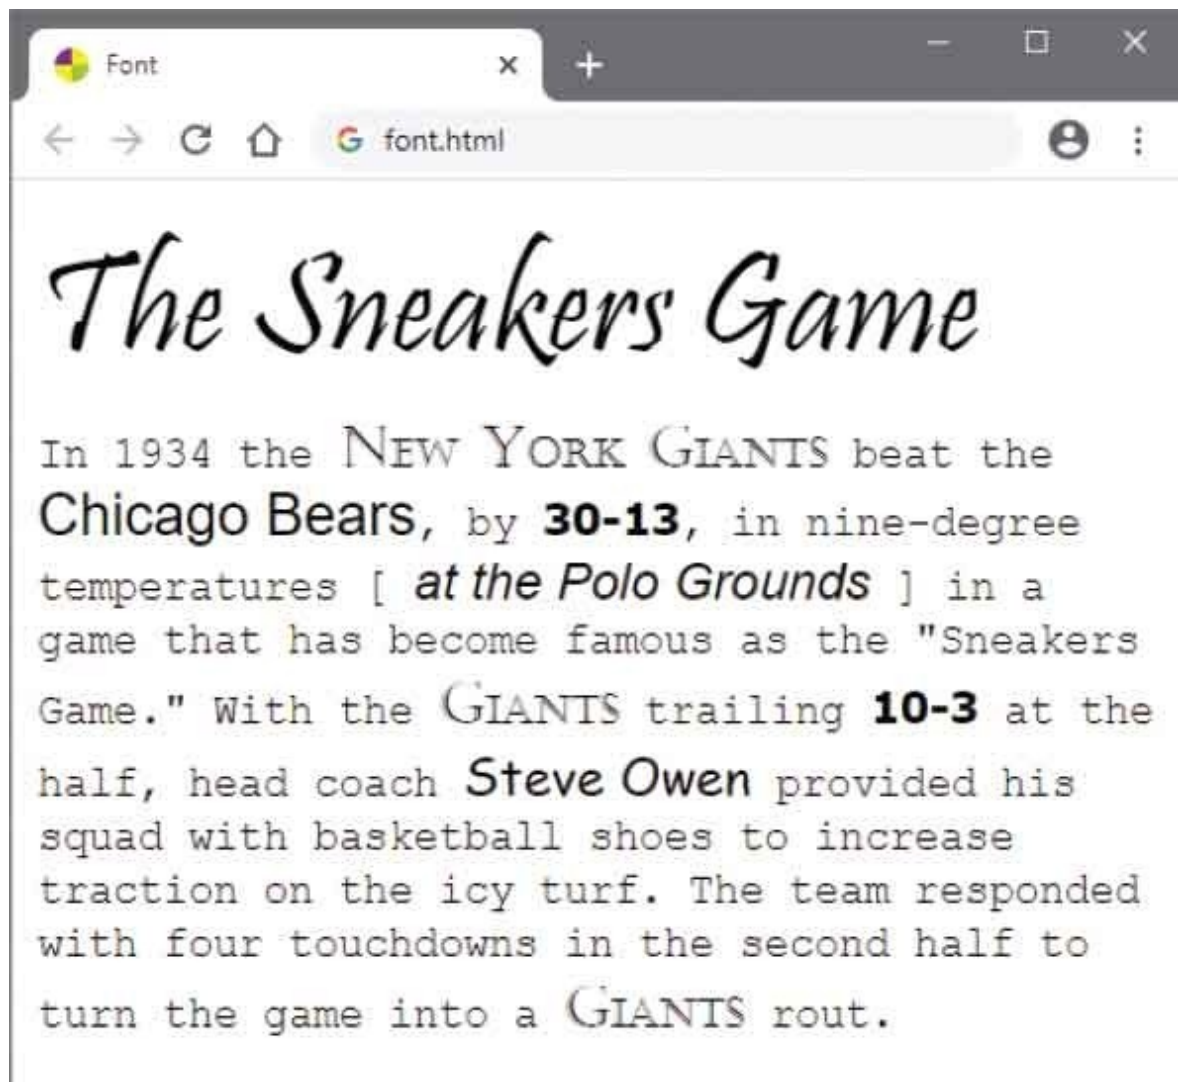 Font
font.html
The Sneakers Game
In 1934 the NEW YORK GIANTS beat the
Chicago Bears, by 30-13, in nine-degree
temperatures [ at the Polo Grounds ] in a
game that has become famous as the "Sneakers
Game." With the GIANTS trailing 10-3 at the
half, head coach Steve Owen provided his
squad with basketball shoes to increase
traction on the icy turf. The team responded
with four touchdowns in the second half to
turn the game into a GIANTS rout.